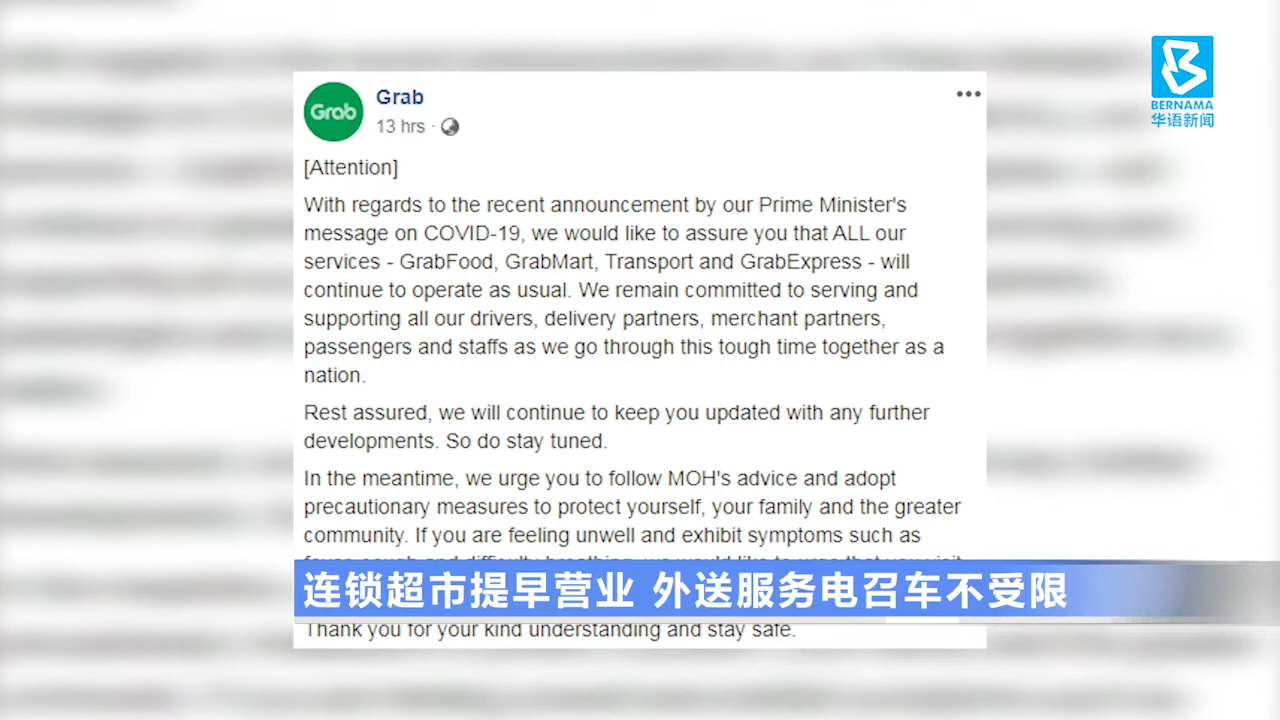 BERNAMA
华语新闻
Grab
Grab
13 hrs ·
[Attention]
With regards to the recent announcement by our Prime Minister's
message on COVID-19, we would like to assure you that ALL our
services - GrabFood, GrabMart, Transport and GrabExpress - will
continue to operate as usual. We remain committed to serving and
supporting all our drivers, delivery partners, merchant partners,
passengers and staffs as we go through this tough time together as a
nation.
Rest assured, we will continue to keep you updated with any further
developments. So do stay tuned.
In the meantime, we urge you to follow MOH's advice and adopt
precautionary measures to protect yourself, your family and the greater
community. If you are feeling unwell and exhibit symptoms such as
连锁超市提早营业 外送服务电召车不受限
Thank you for your kind understanding and stay safe.